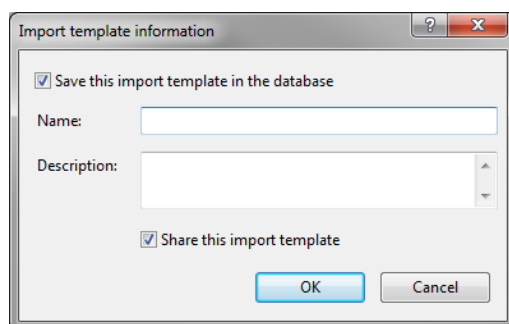 Import template information
Save this import template in the database
Name:
Description:
Share this import template
OK Cancel